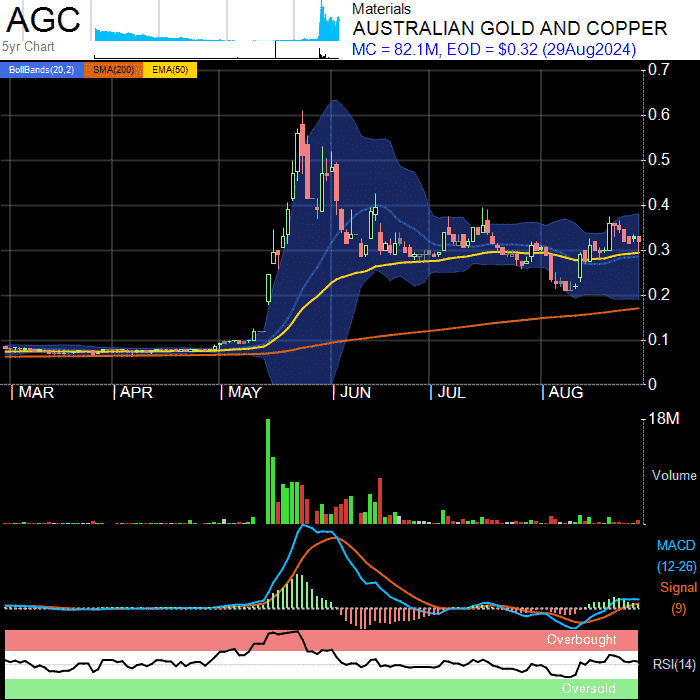 AGC
5yr Chart
Materials
AUSTRALIAN GOLD AND COPPER
MC = 82.1M, EOD = $0.32 (29Aug2024)
BollBands(20,2) SMA(200) EMA(50)
0.7
0.6
0.5
0.4
0.3
0.2
0.1
0
MAR APR MAY JUN JUL AUG
18M
Volume
MACD
(12-26)
Signal
(9)
Overbought
RSI(14)
Oversold